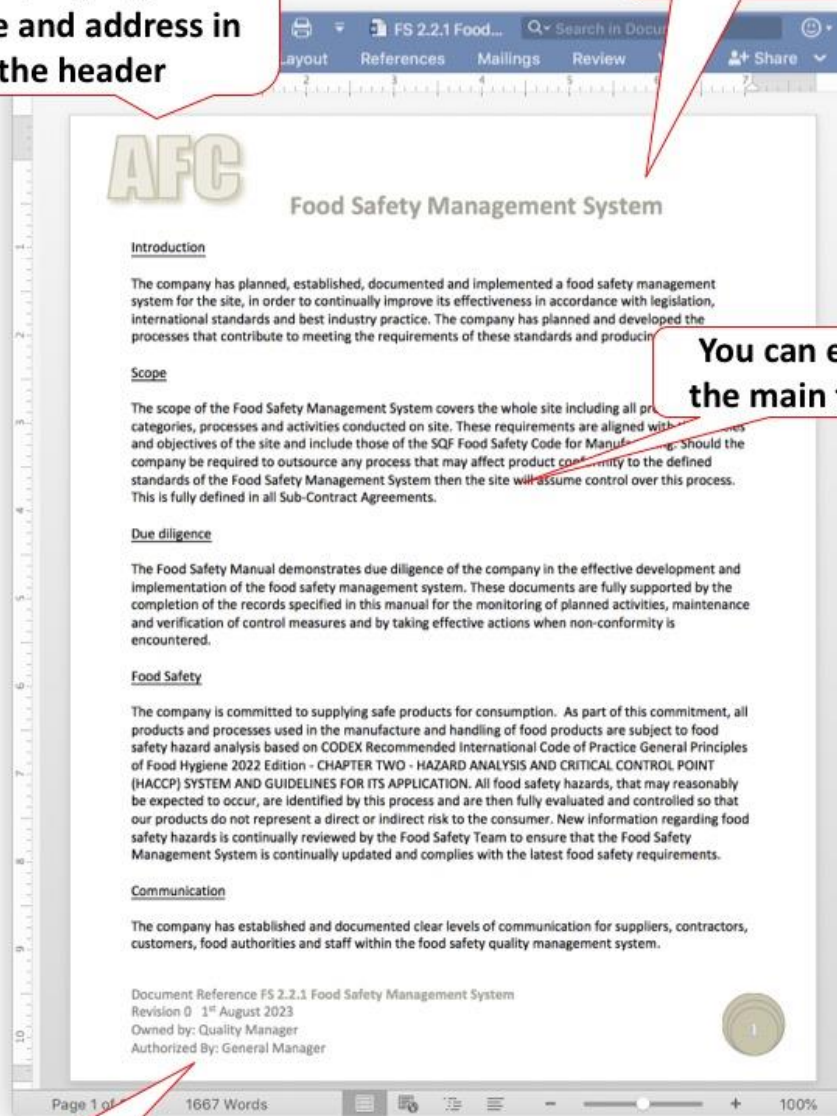 e and address in
the header
FS 2.2.1 Food...
Search in Docu
ayout References Mailings Review Share
2 3 4 5 6 7
AFC
Food Safety Management System
Introduction
The company has planned, established, documented and implemented a food safety management
system for the site, in order to continually improve its effectiveness in accordance with legislation,
international standards and best industry practice. The company has planned and developed the
processes that contribute to meeting the requirements of these standards and producin
You can e
the main
Scope
The scope of the Food Safety Management System covers the whole site including all pr
categories, processes and activities conducted on site. These requirements are aligned with
and objectives of the site and include those of the SQF Food Safety Code for Manuf Should the
company be required to outsource any process that may affect product conformity to the defined
standards of the Food Safety Management System then the site will assume control over this process.
This is fully defined in all Sub-Contract Agreements.
Due diligence
The Food Safety Manual demonstrates due diligence of the company in the effective development and
implementation of the food safety management system. These documents are fully supported by the
completion of the records specified in this manual for the monitoring of planned activities, maintenance
and verification of control measures and by taking effective actions when non-conformity is
encountered.
Food Safety
The company is committed to supplying safe products for consumption. As part of this commitment, all
products and processes used in the manufacture and handling of food products are subject to food
safety hazard analysis based on CODEX Recommended International Code of Practice General Principles
of Food Hygiene 2022 Edition - CHAPTER TWO - HAZARD ANALYSIS AND CRITICAL CONTROL POINT
(HACCP) SYSTEM AND GUIDELINES FOR ITS APPLICATION. All food safety hazards, that may reasonably
be expected to occur, are identified by this process and are then fully evaluated and controlled so that
our products do not represent a direct or indirect risk to the consumer. New information regarding food
safety hazards is continually reviewed by the Food Safety Team to ensure that the Food Safety
Management System is continually updated and complies with the latest food safety requirements.
Communication
The company has established and documented clear levels of communication for suppliers, contractors,
customers, food authorities and staff within the food safety quality management system.
Document Reference FS 2.2.1 Food Safety Management System
Revision 0 1st August 2023
Owned by: Quality Manager
Authorized By: General Manager
1
Page 1 of 1667 Words 100%